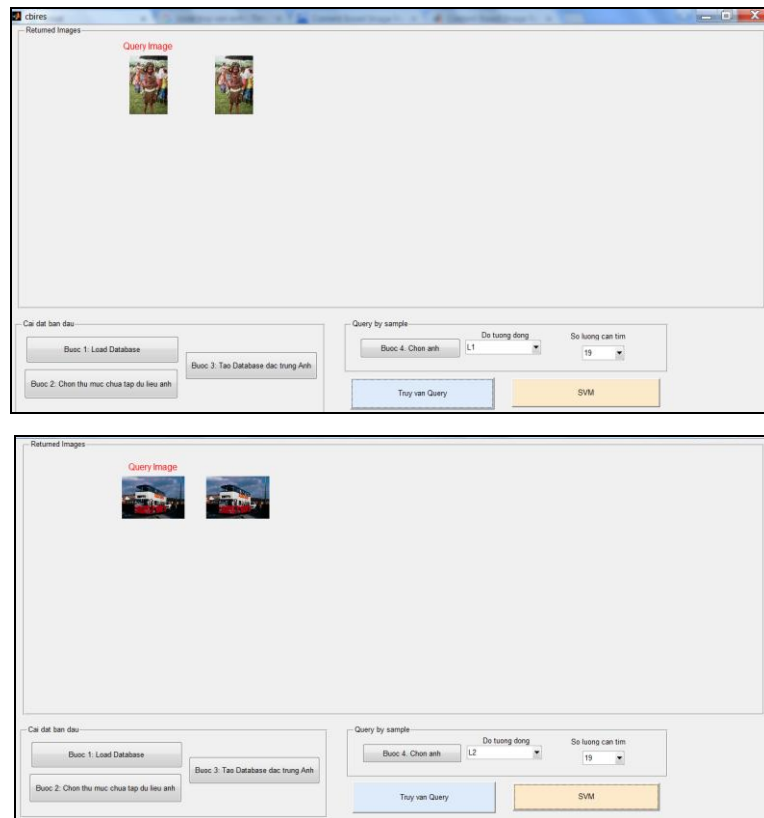 cbires
Returned Images
Query Image
Cai dat ban dau
Buoc 1: Load Database
Buoc 2: Chon thu muc chua tap du lieu anh
Buoc 3: Tao Database dac trung Anh
Query by sample
Buoc 4. Chon anh
Do tuong dong
L1
So luong can tim
19
Truy van Query
SVM
Returned Images
Query Image
Cai dat ban dau
Buoc 1: Load Database
Buoc 2: Chon thu muc chua tap du lieu anh
Buoc 3: Tao Database dac trung Anh
Query by sample
Buoc 4. Chon anh
Do tuong dong
L2
So luong can tim
19
Truy van Query
SVM